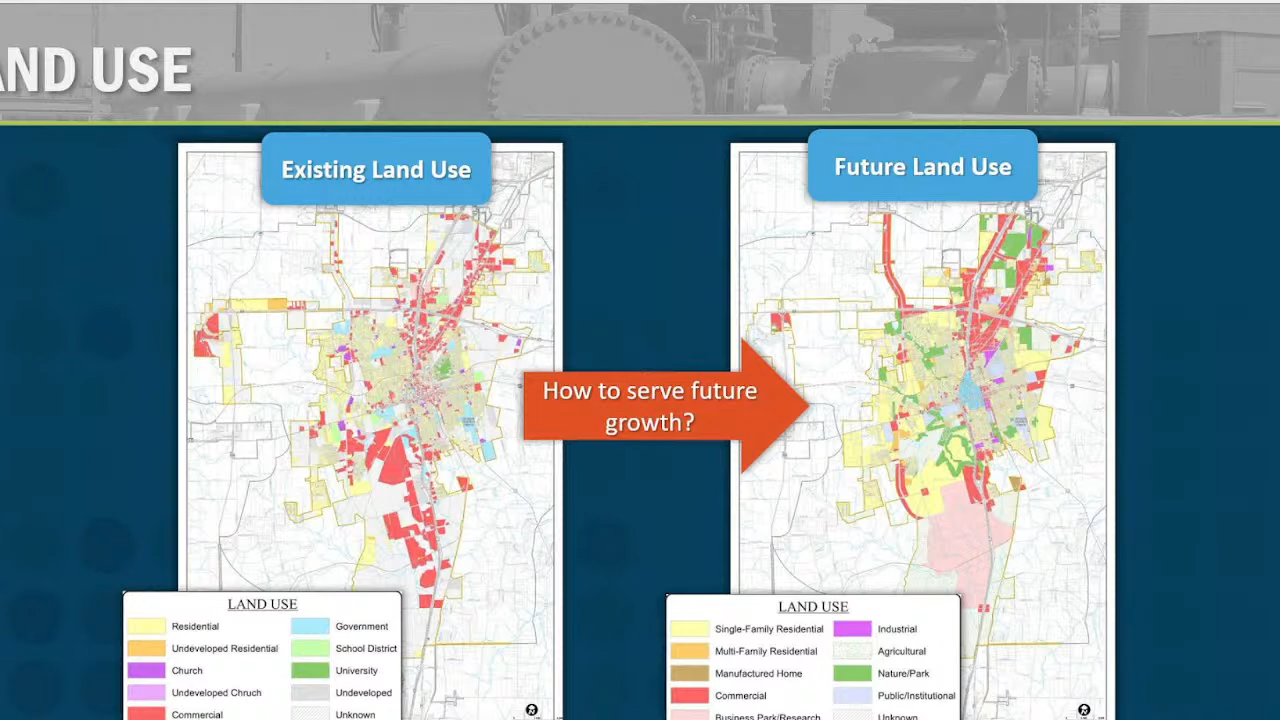 AND USE
Existing Land Use
Future Land Use
How to serve future
growth?
LAND USE
Residential
Undeveloped Residential
Church
Undeveloped Chruch
Commercial
Government
School District
University
Undeveloped
Unknown
LAND USE
Single-Family Residential
Multi-Family Residential
Manufactured Home
Commercial
Business Park/Research
Industrial
Agricultural
Nature/Park
Public/Institutional
Unknown